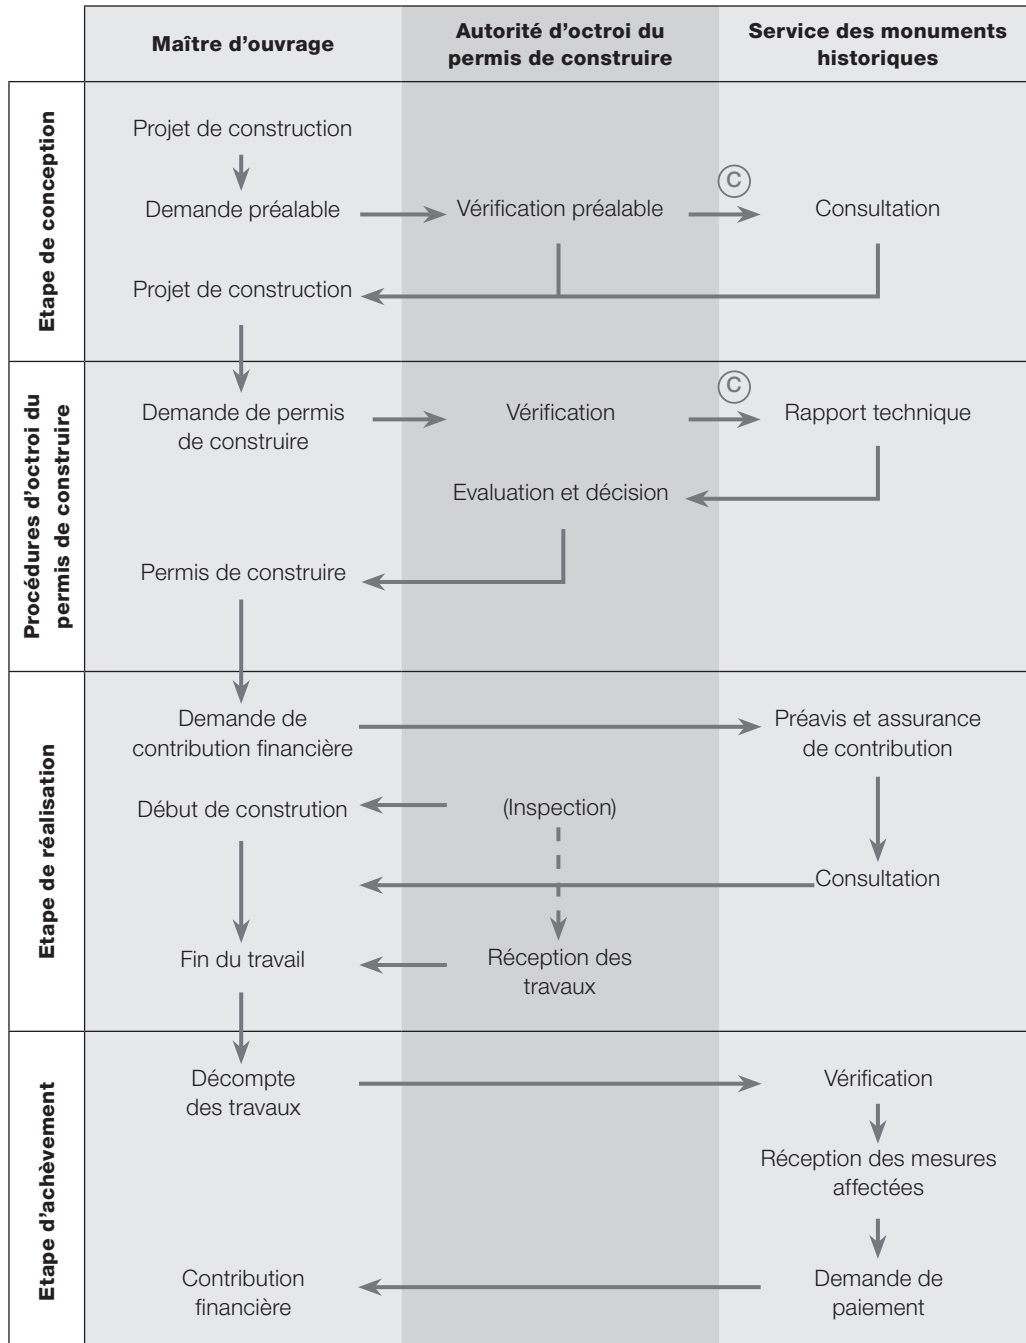 Maître d'ouvrage
Autorité d'octroi du
permis de construire
Service des monuments
historiques
Etape de conception
Projet de construction
Demande préalable
Vérification préalable
C
Consultation
Projet de construction
Procédures d'octroi du
permis de construire
Demande de permis
de construire
Vérification
C
Rapport technique
Evaluation et décision
Permis de construire
Etape de réalisation
Demande de
contribution financière
Préavis et assurance
de contribution
Début de constrution
(Inspection)
Consultation
Fin du travail
Réception des
travaux
Etape d'achèvement
Décompte
des travaux
Vérification
Réception des mesures
affectées
Contribution
financière
Demande de
paiement